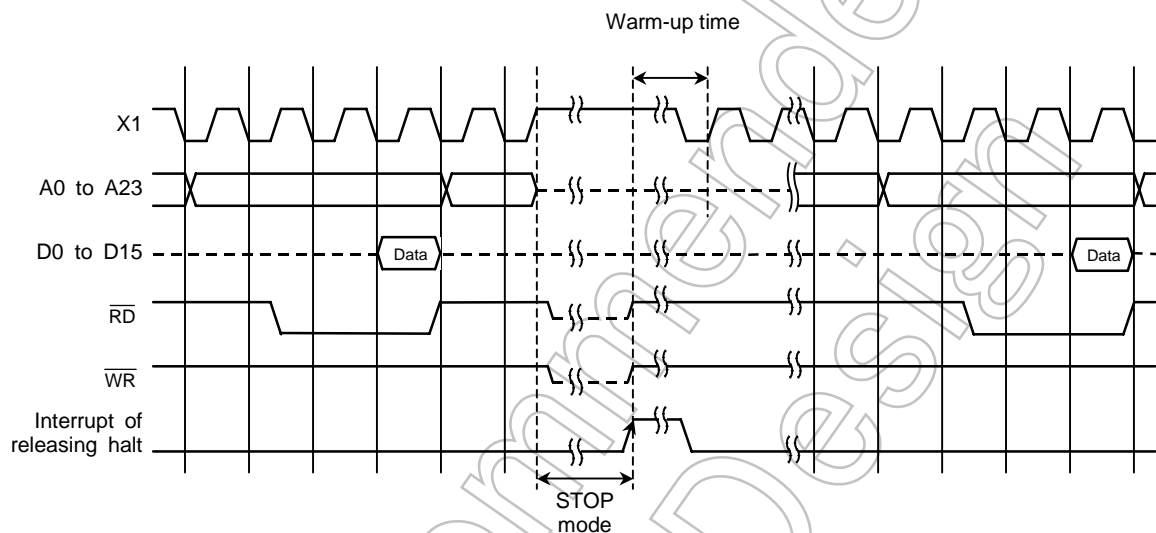 Warm-up time
X1
A0 to A23
D0 to D15
Data
Data
RD
WR
Interrupt of
releasing halt
STOP
mode